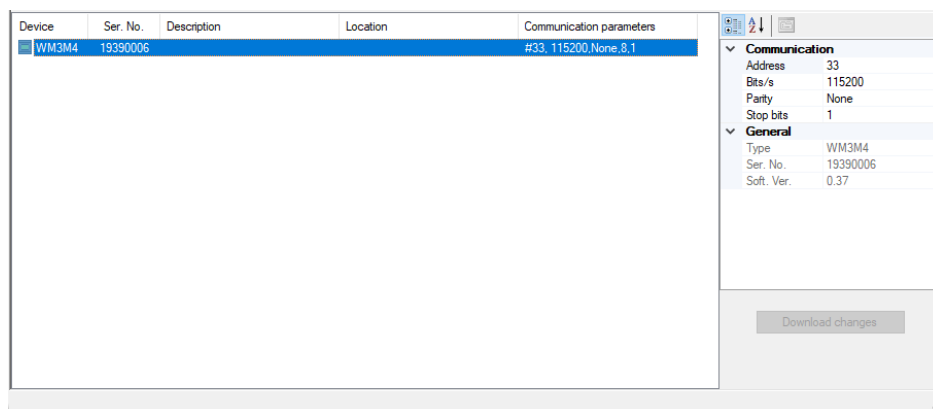 Device Ser. No. Description Location Communication parameters
WM3M4 19390006 #33, 115200,None,8,1
Communication
Address 33
Bits/s 115200
Parity None
Stop bits 1
General
Type WM3M4
Ser. No. 19390006
Soft. Ver. 0.37
Download changes